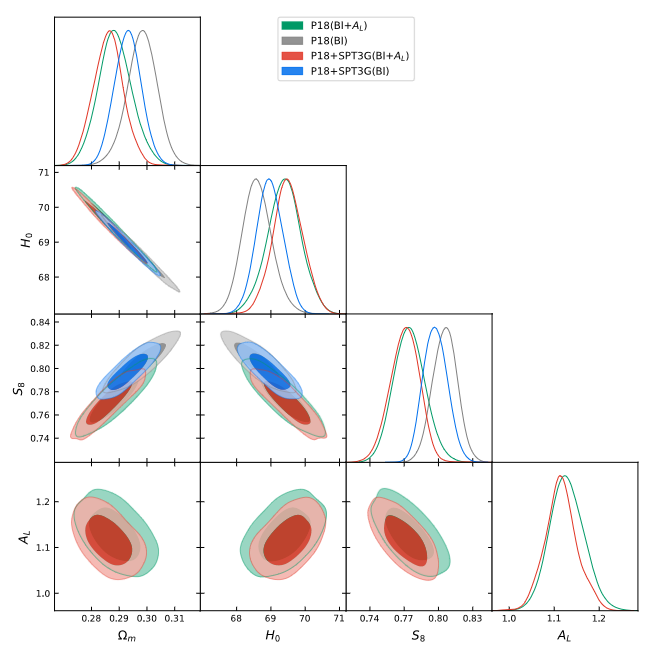 P18(BI+A_L)
P18(BI)
P18+SPT3G(BI+A_L)
P18+SPT3G(BI)
71
70
69
68
H_0
0.84
0.82
0.80
0.78
0.76
0.74
S_8
1.2
1.1
1.0
A_L
0.28 0.29 0.30 0.31
68 69 70 71
0.74 0.77 0.80 0.83
1.0 1.1 1.2
Ω_m
H_0
S_8
A_L